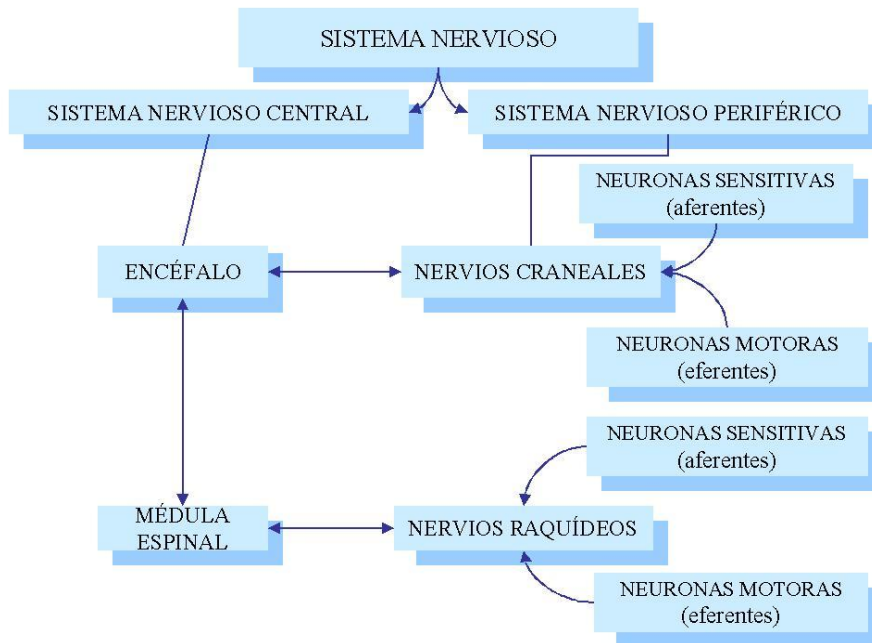 SISTEMA NERVIOSO
SISTEMA NERVIOSO CENTRAL
SISTEMA NERVIOSO PERIFÉRICO
NEURONAS SENSITIVAS
(aferentes)
ENCÉFALO
NERVIOS CRANEALES
NEURONAS MOTORAS
(eferentes)
NEURONAS SENSITIVAS
(aferentes)
MÉDULA
ESPINAL
NERVIOS RAQUÍDEOS
NEURONAS MOTORAS
(eferentes)